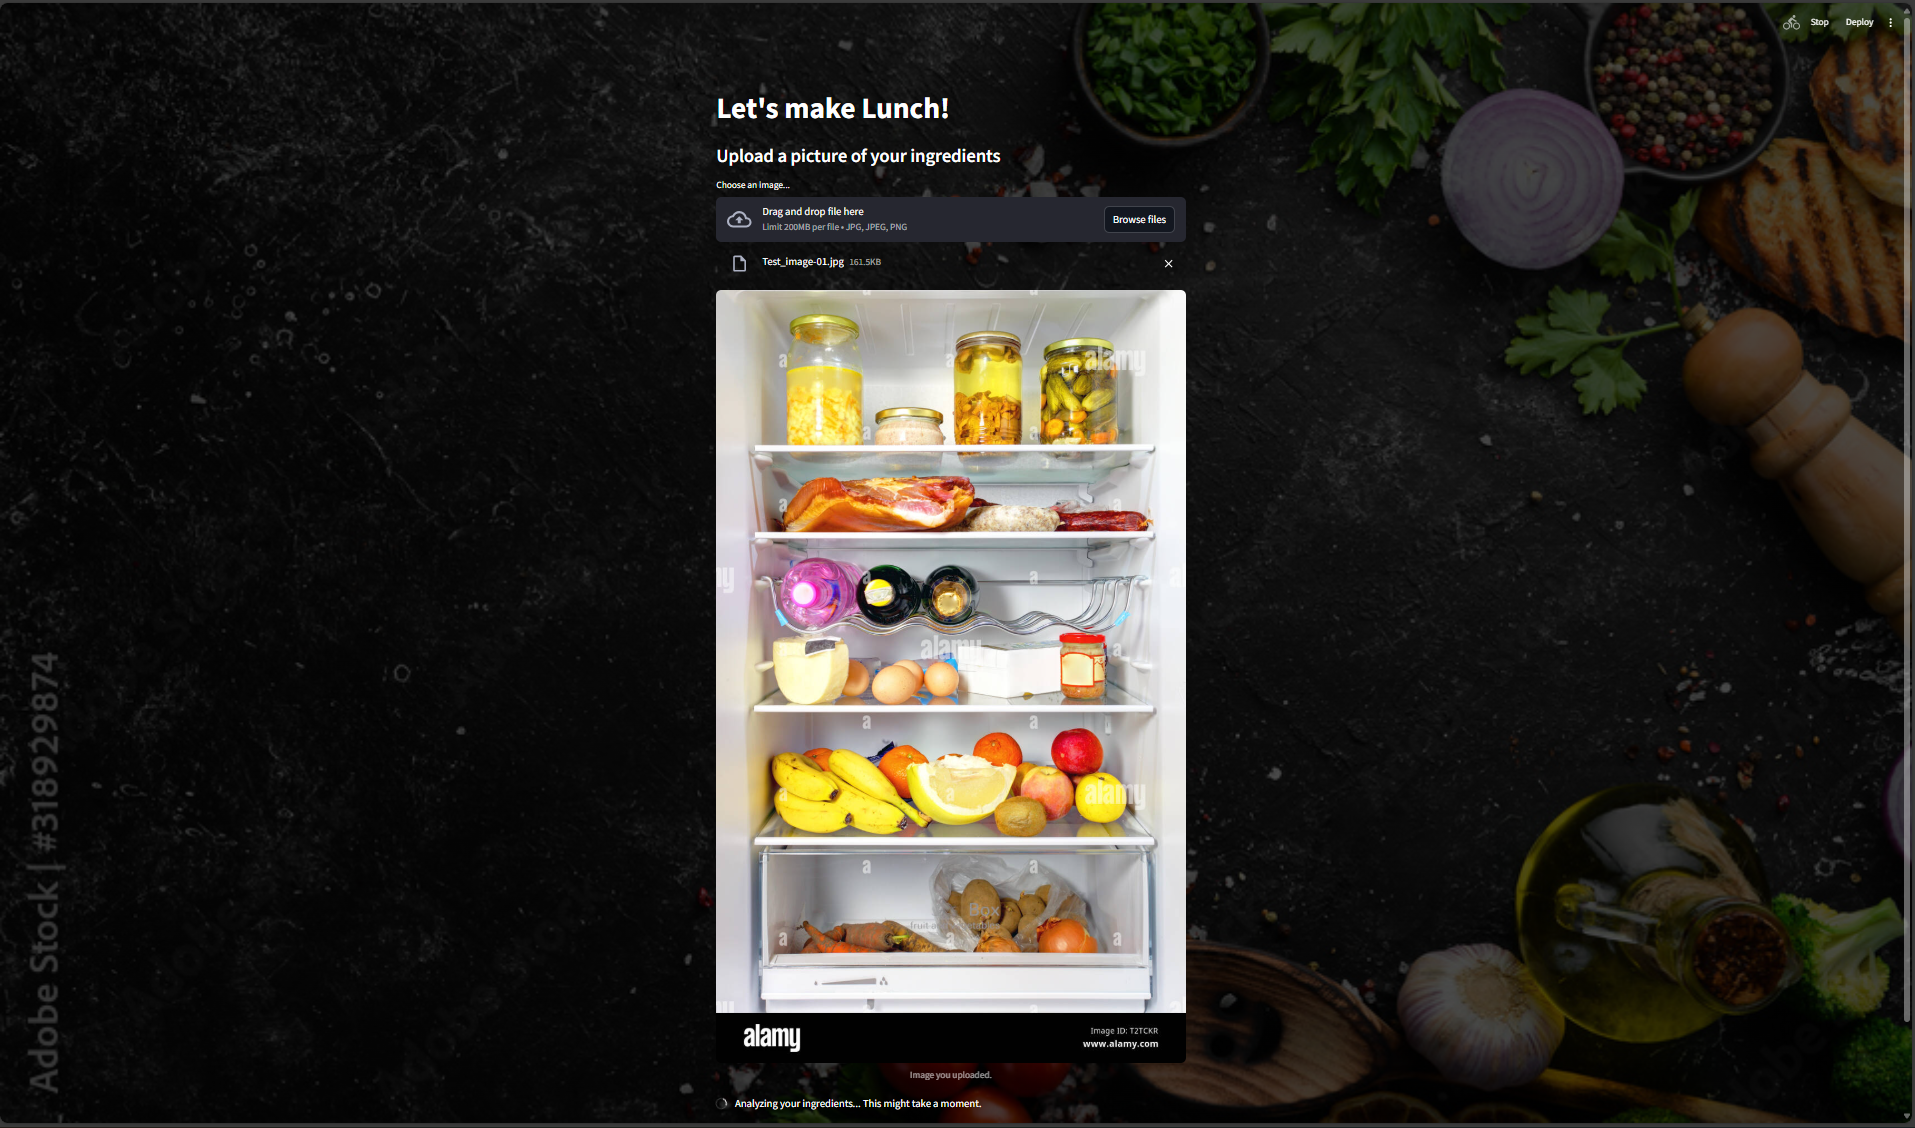 Stop Deploy
Let's make Lunch!
Upload a picture of your ingredients
Choose an image...
Drag and drop file here
Limit 200MB per file • JPG, JPEG, PNG
Browse files
Test_image-01.jpg 161.5KB
alamy
a
a
alamy
a
a
a
a
a
a
alamy
a
a
a
a
alamy
a
a
Box
a
a
a
alamy
Image ID: T2TCKR
www.alamy.com
Image you uploaded.
Analyzing your ingredients... This might take a moment.
Adobe Stock | #318929874